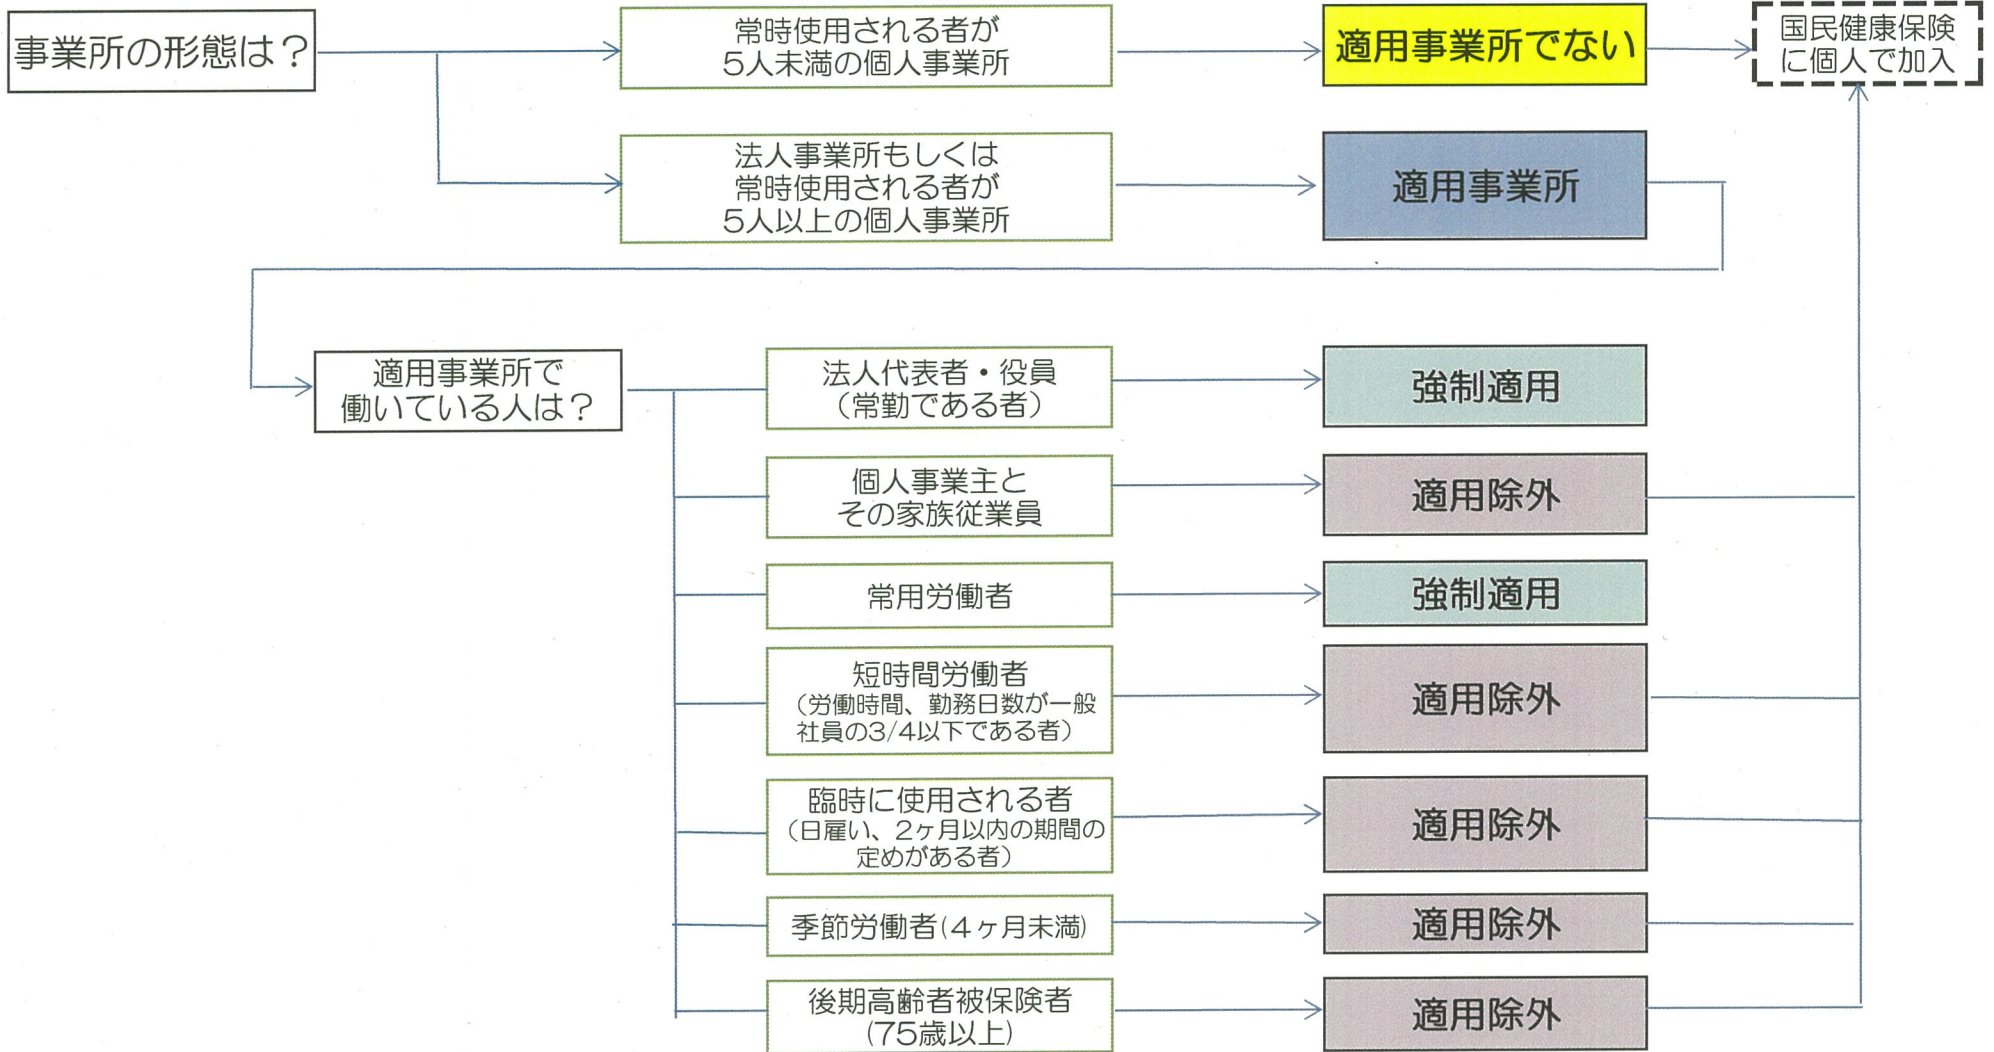 事業所の形態は？
常時使用される者が
5人未満の個人事業所
適用事業所でない
国民健康保険
に個人で加入
法人事業所もしくは
常時使用される者が
5人以上の個人事業所
適用事業所
適用事業所で
働いている人は？
法人代表者・役員
（常勤である者）
強制適用
個人事業主と
その家族従業員
適用除外
常用労働者
強制適用
短時間労働者
（労働時間、勤務日数が一般
社員の3/4以下である者）
適用除外
臨時に使用される者
（日雇い、2ヶ月以内の期間の
定めがある者）
適用除外
季節労働者(４ヶ月未満)
適用除外
後期高齢者被保険者
(75歳以上)
適用除外